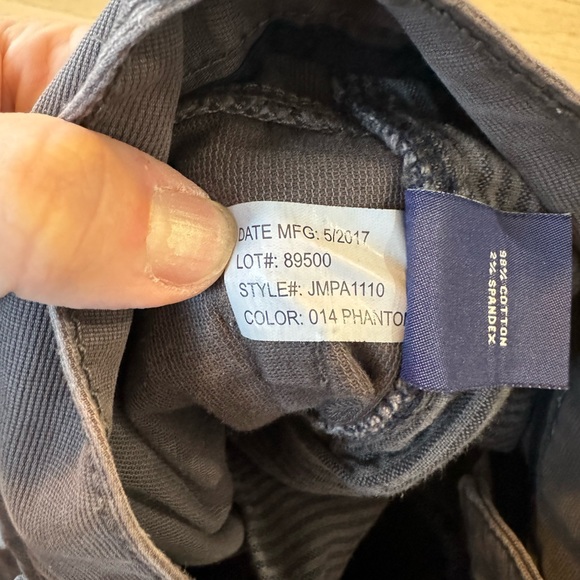 DATE MFG: 5/2017
LOT#: 89500
STYLE#: JMPA1110
COLOR: 014 PHANTO
98% COTTON
2% SPANDEX